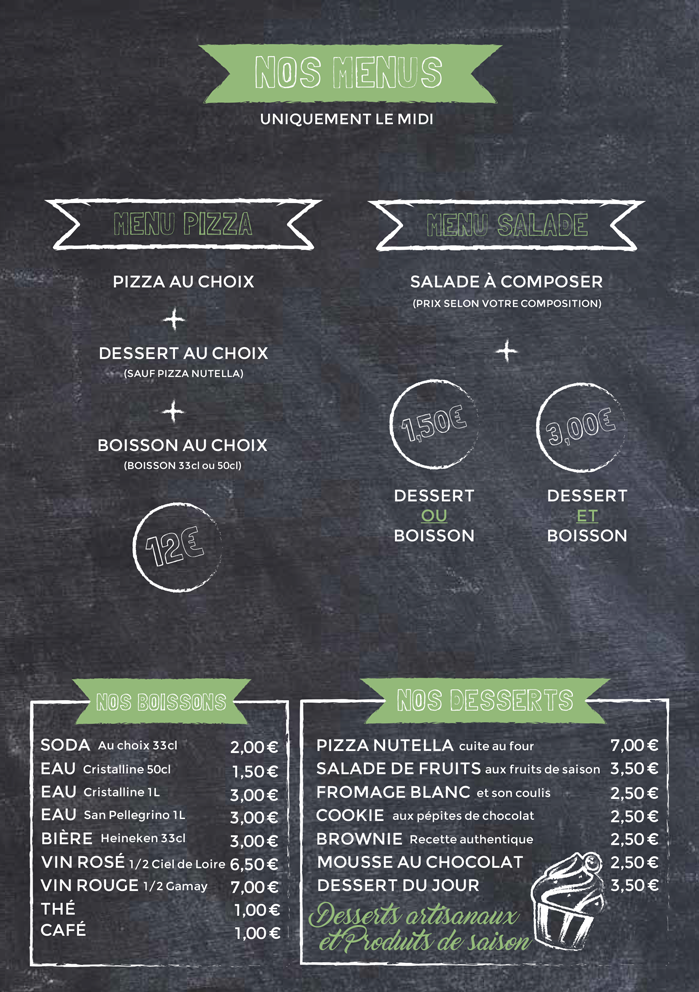 NOS MENUS
UNIQUEMENT LE MIDI
MENU PIZZA
PIZZA AU CHOIX
+
DESSERT AU CHOIX
(SAUF PIZZA NUTELLA)
+
BOISSON AU CHOIX
(BOISSON 33cl ou 50cl)
12€
MENU SALADE
SALADE À COMPOSER
(PRIX SELON VOTRE COMPOSITION)
+
1,50€
DESSERT
OU
BOISSON
3,00€
DESSERT
ET
BOISSON
NOS BOISSONS
SODA Au choix 33cl 2,00€
EAU Cristalline 50cl 1,50€
EAU Cristalline 1L 3,00€
EAU San Pellegrino 1L 3,00€
BIÈRE Heineken 33cl 3,00€
VIN ROSÉ 1/2 Ciel de Loire 6,50€
VIN ROUGE 1/2 Gamay 7,00€
THÉ 1,00€
CAFÉ 1,00€
NOS DESSERTS
PIZZA NUTELLA cuite au four 7,00€
SALADE DE FRUITS aux fruits de saison 3,50€
FROMAGE BLANC et son coulis 2,50€
COOKIE aux pépites de chocolat 2,50€
BROWNIE Recette authentique 2,50€
MOUSSE AU CHOCOLAT 2,50€
DESSERT DU JOUR 3,50€
Desserts artisanaux
et Produits de saison